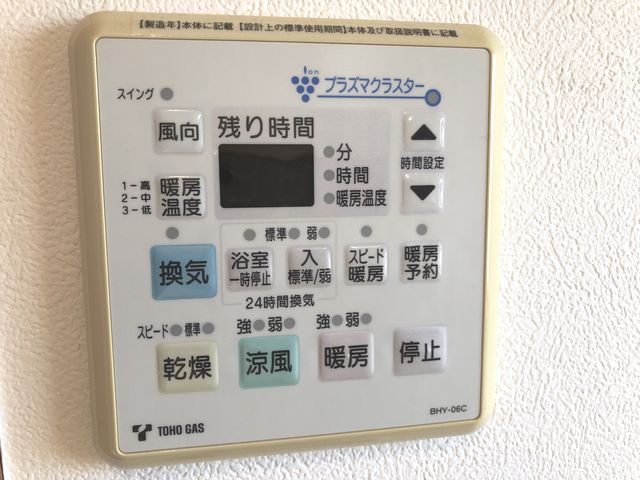 【製造年】本体に記載 【設計上の標準使用期間】本体及び取扱説明書に記載
ion
プラズマクラスター
スイング
風向
残り時間
分
時間
暖房温度
▲
時間設定
▼
1-高
2-中
3-低
暖房
温度
換気
標準 弱
浴室
一時停止
入
標準/弱
24時間換気
スピード
暖房
暖房
予約
スピード 標準
乾燥
強 弱
涼風
強 弱
暖房
停止
TOHO GAS
BHY-06C